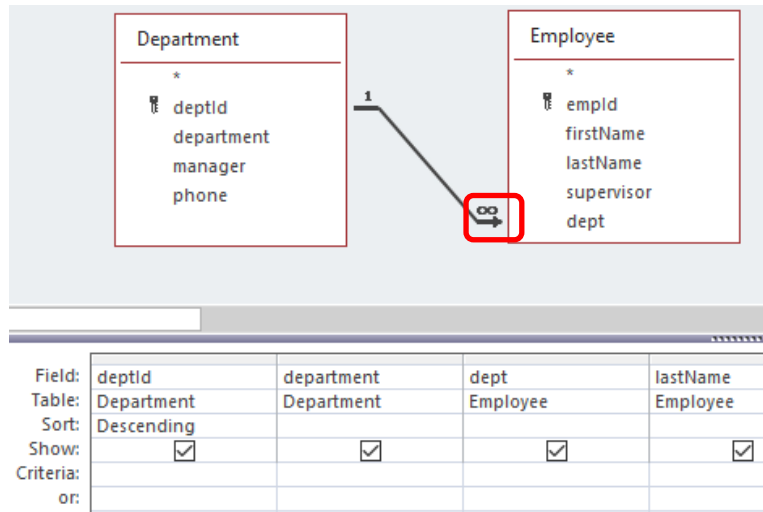 Department
*
deptId
department
manager
phone
1
∞
Employee
*
empId
firstName
lastName
supervisor
dept
Field: deptId department dept lastName
Table: Department Department Employee Employee
Sort: Descending
Show:
Criteria:
or: